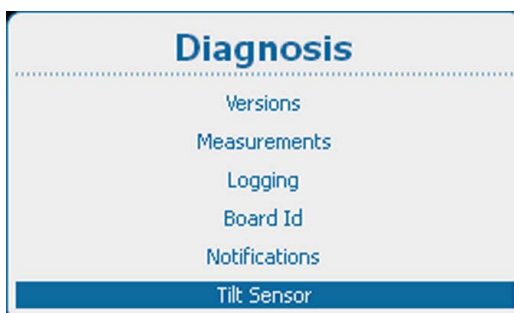 Diagnosis
Versions
Measurements
Logging
Board Id
Notifications
Tilt Sensor